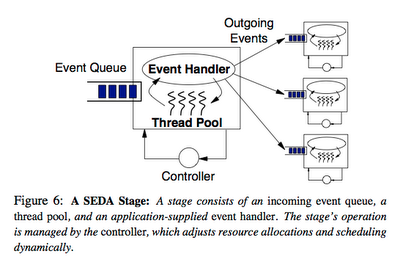 Outgoing
Events
Event Queue
Event Handler
Thread Pool
Controller
Figure 6: A SEDA Stage: A stage consists of an incoming event queue, a
thread pool, and an application-supplied event handler. The stage's operation
is managed by the controller, which adjusts resource allocations and scheduling
dynamically.